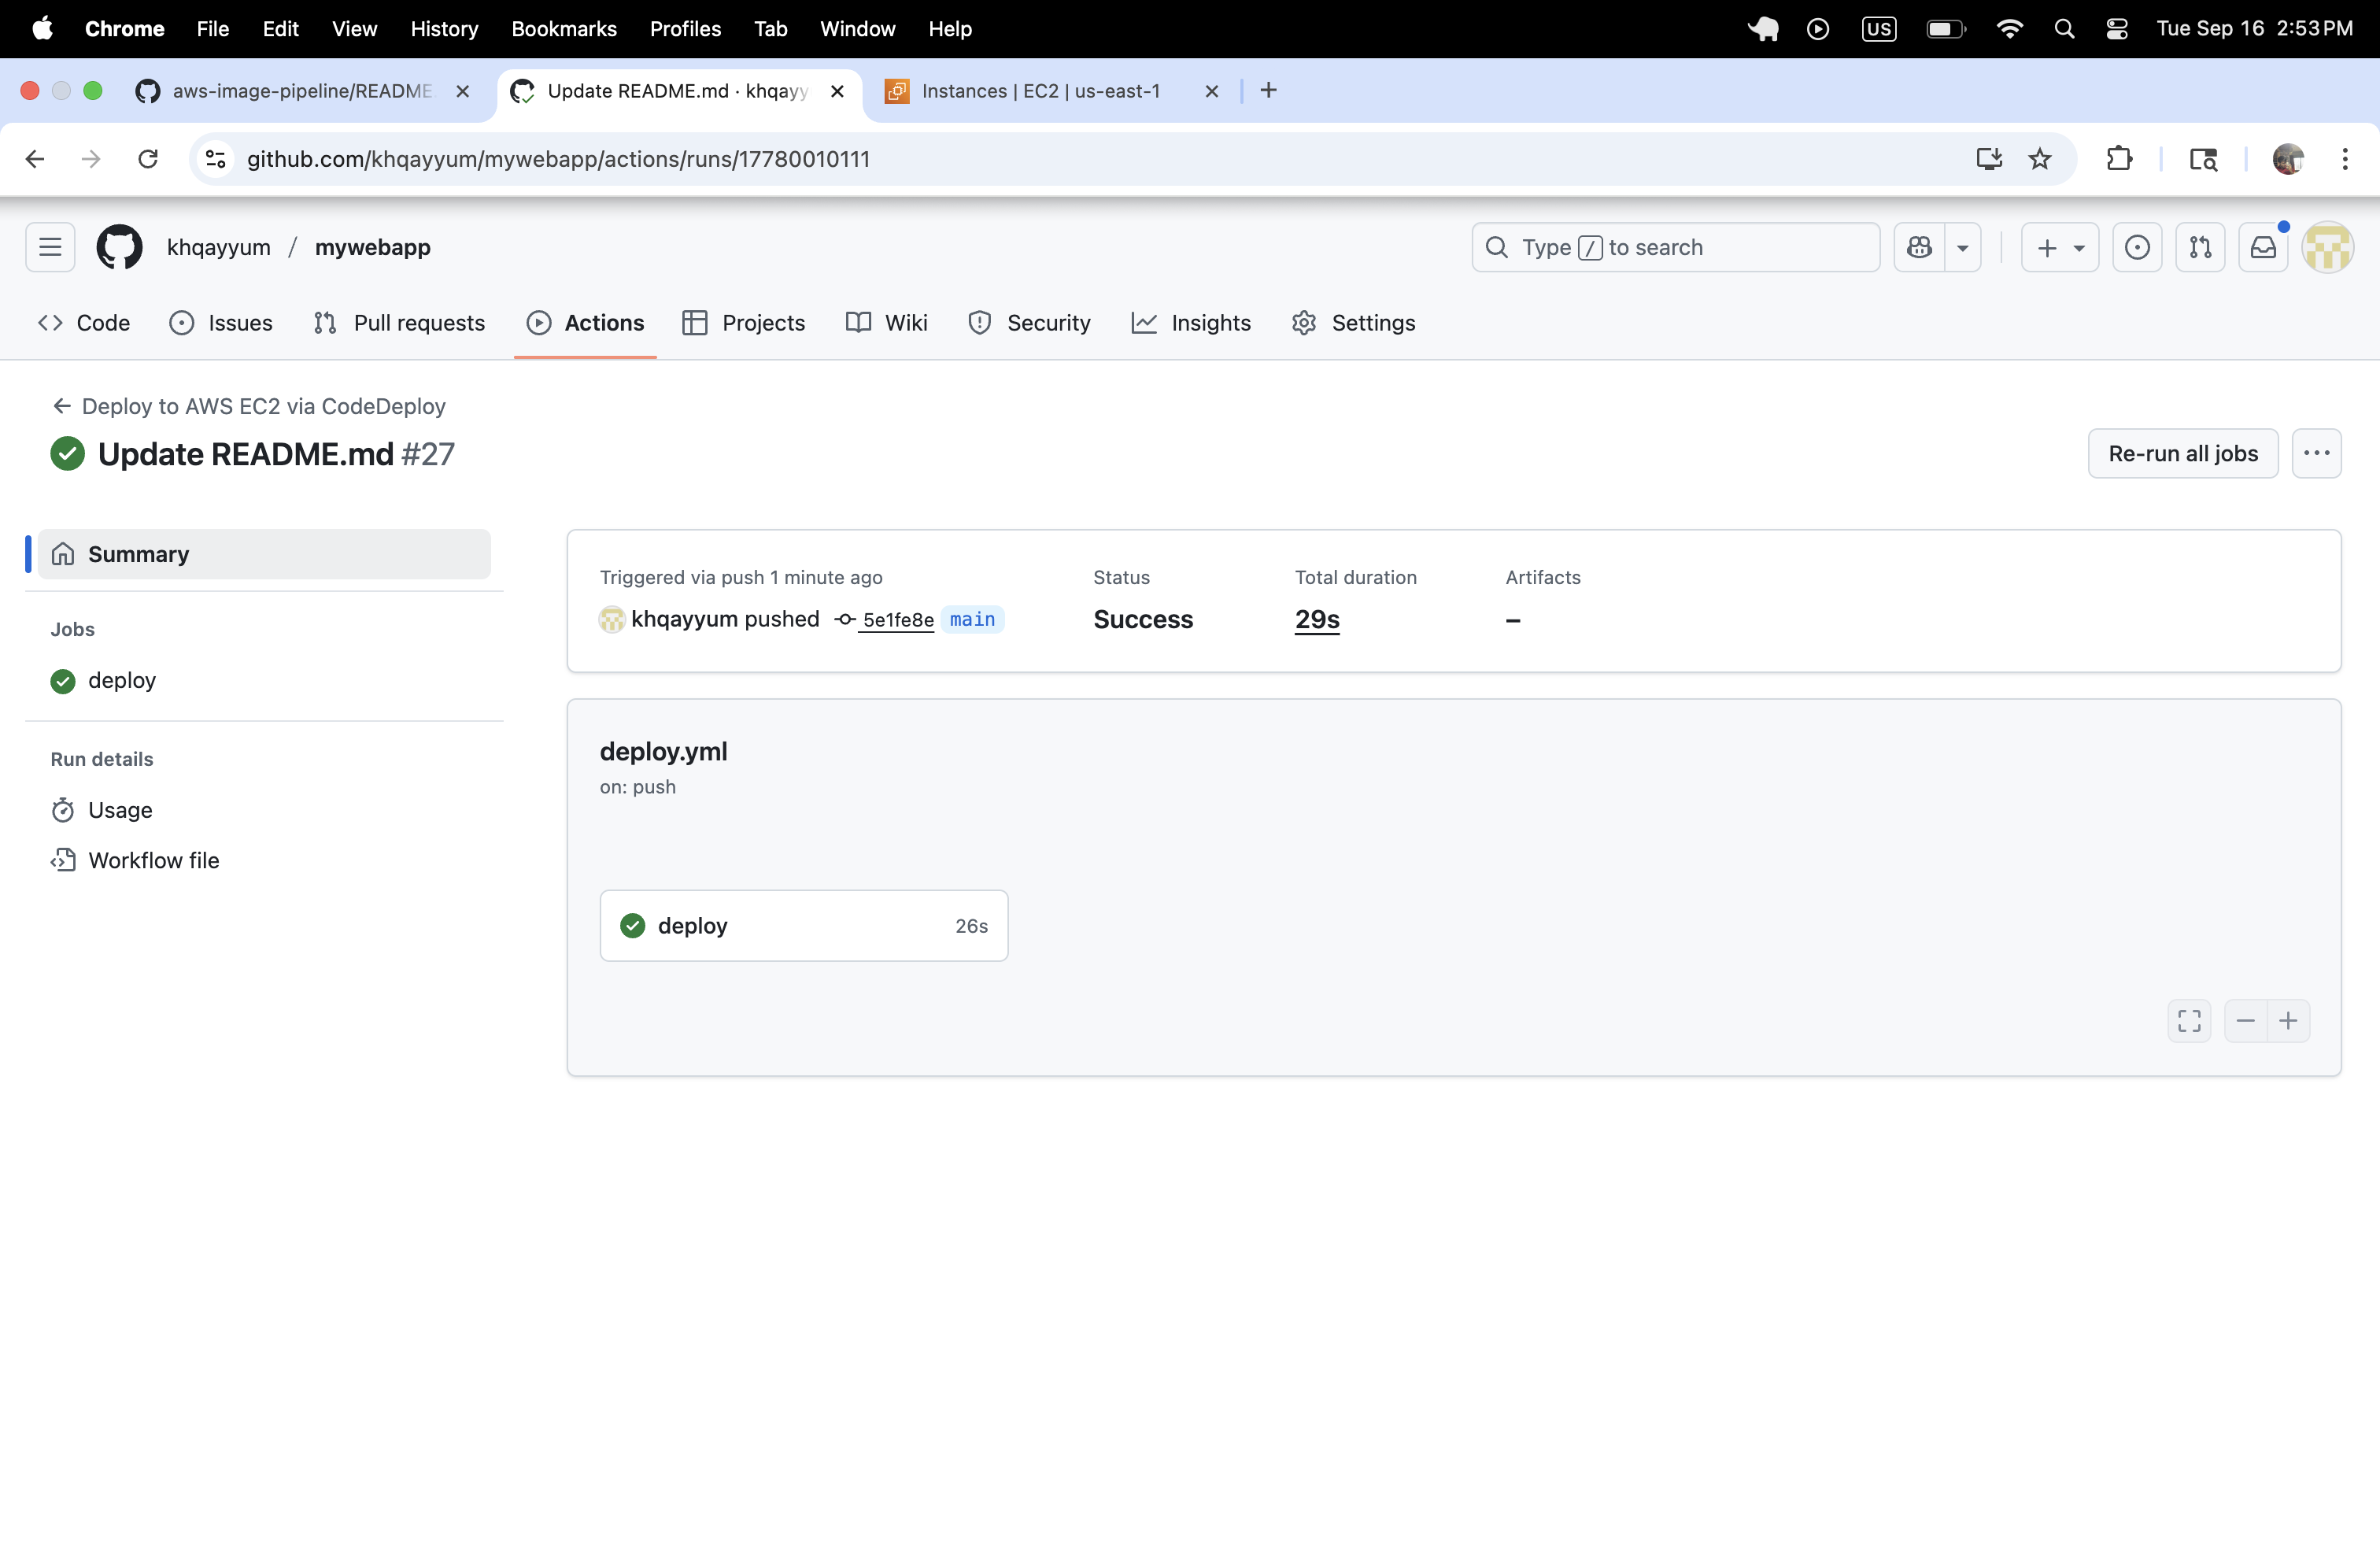 Chrome File Edit View History Bookmarks Profiles Tab Window Help US Tue Sep 16 2:53 PM
aws-image-pipeline/README Update README.md · khqayy Instances | EC2 | us-east-1
github.com/khqayyum/mywebapp/actions/runs/17780010111
khqayyum / mywebapp Type / to search
Code Issues Pull requests Actions Projects Wiki Security Insights Settings
Deploy to AWS EC2 via CodeDeploy
Update README.md #27 Re-run all jobs
Summary
Jobs
deploy
Run details
Usage
Workflow file
Triggered via push 1 minute ago Status Total duration Artifacts
khqayyum pushed 5e1fe8e main Success 29s –
deploy.yml
on: push
deploy 26s